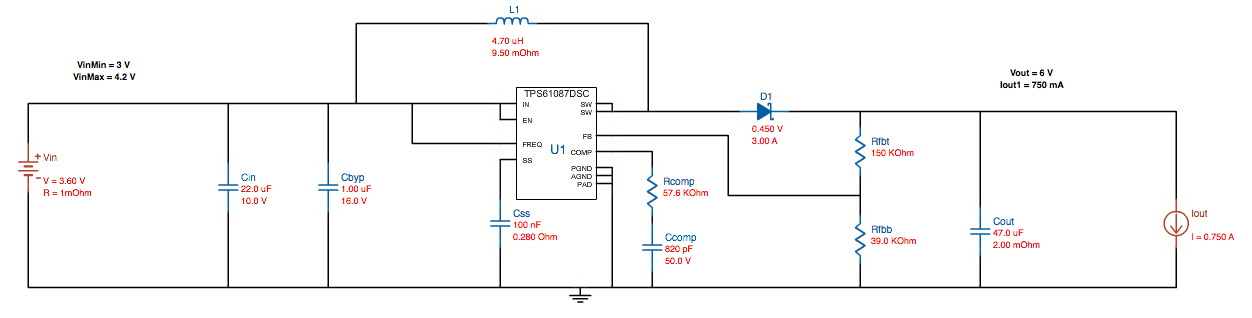 L1
4.70 uH
9.50 mOhm
VinMin = 3 V
VinMax = 4.2 V
Vout = 6 V
Iout1 = 750 mA
TPS61087DSC
IN
EN
FREQ
SS
U1
SW
SW
FB
COMP
PGND
AGND
PAD
D1
0.450 V
3.00 A
+ Vin
-
V = 3.60 V
R = 1mOhm
Cin
22.0 uF
10.0 V
Cbyp
1.00 uF
16.0 V
Css
100 nF
0.280 Ohm
Rcomp
57.6 KOhm
Ccomp
820 pF
50.0 V
Rfbt
150 KOhm
Rfbb
39.0 KOhm
Cout
47.0 uF
2.00 mOhm
Iout
I = 0.750 A